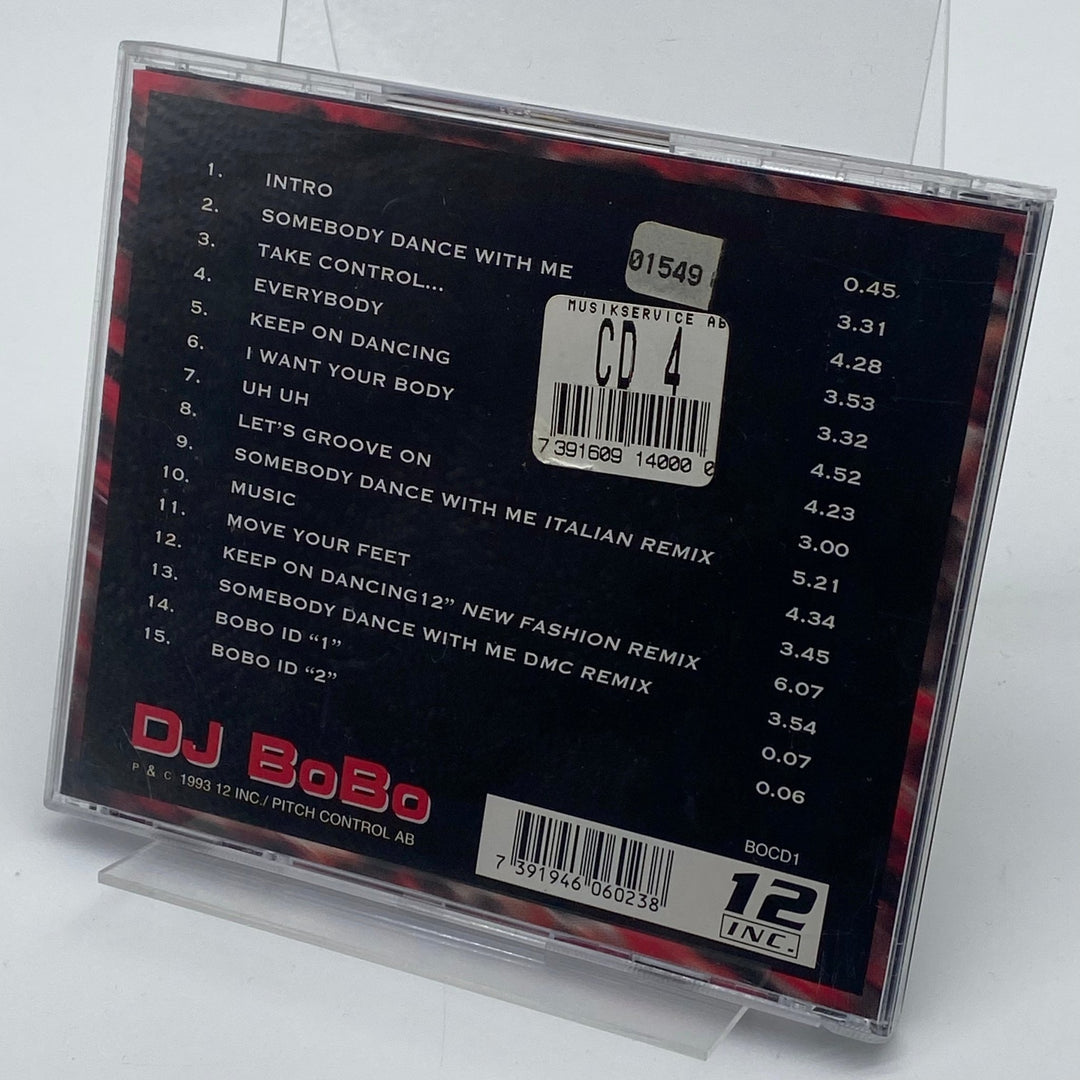 1. INTRO 0.45
2. SOMEBODY DANCE WITH ME 3.31
3. TAKE CONTROL... 4.28
4. EVERYBODY 3.53
5. KEEP ON DANCING 3.32
6. I WANT YOUR BODY 4.52
7. UH UH 4.23
8. LET'S GROOVE ON 3.00
9. SOMEBODY DANCE WITH ME ITALIAN REMIX 5.21
10. MUSIC 4.34
11. MOVE YOUR FEET 3.45
12. KEEP ON DANCING12” NEW FASHION REMIX 6.07
13. SOMEBODY DANCE WITH ME DMC REMIX 3.54
14. BOBO ID “1” 0.07
15. BOBO ID “2” 0.06
01549
MUSIKSERVICE AB
CD 4
7 391609 14000 0
DJ BoBo
P & C 1993 12 INC./ PITCH CONTROL AB
7 391946 060238
BOCD1
12
INC.